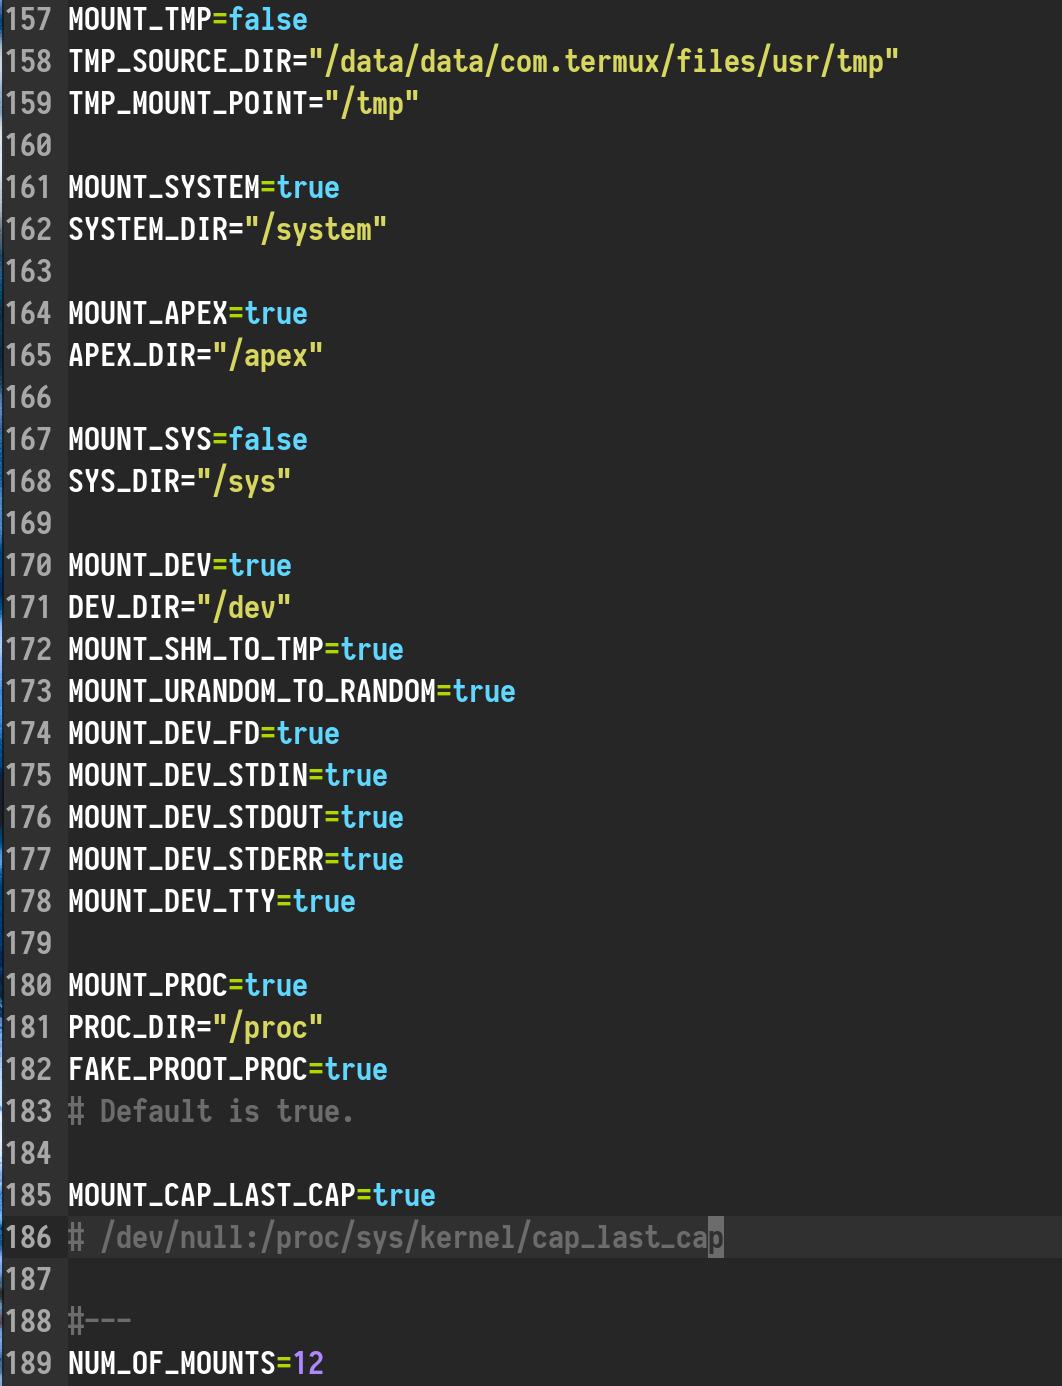 157 MOUNT_TMP=false
158 TMP_SOURCE_DIR="/data/data/com.termux/files/usr/tmp"
159 TMP_MOUNT_POINT="/tmp"
160
161 MOUNT_SYSTEM=true
162 SYSTEM_DIR="/system"
163
164 MOUNT_APEX=true
165 APEX_DIR="/apex"
166
167 MOUNT_SYS=false
168 SYS_DIR="/sys"
169
170 MOUNT_DEV=true
171 DEV_DIR="/dev"
172 MOUNT_SHM_TO_TMP=true
173 MOUNT_URANDOM_TO_RANDOM=true
174 MOUNT_DEV_FD=true
175 MOUNT_DEV_STDIN=true
176 MOUNT_DEV_STDOUT=true
177 MOUNT_DEV_STDERR=true
178 MOUNT_DEV_TTY=true
179
180 MOUNT_PROC=true
181 PROC_DIR="/proc"
182 FAKE_PROOT_PROC=true
183 # Default is true.
184
185 MOUNT_CAP_LAST_CAP=true
186 # /dev/null:/proc/sys/kernel/cap_last_cap
187
188 #---
189 NUM_OF_MOUNTS=12